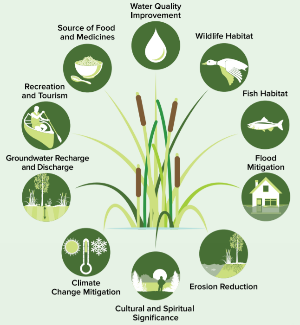 Water Quality
Improvement
Source of Food
and Medicines
Wildlife Habitat
Recreation
and Tourism
Fish Habitat
Groundwater Recharge
and Discharge
Flood
Mitigation
Climate
Change Mitigation
Erosion Reduction
Cultural and Spiritual
Significance